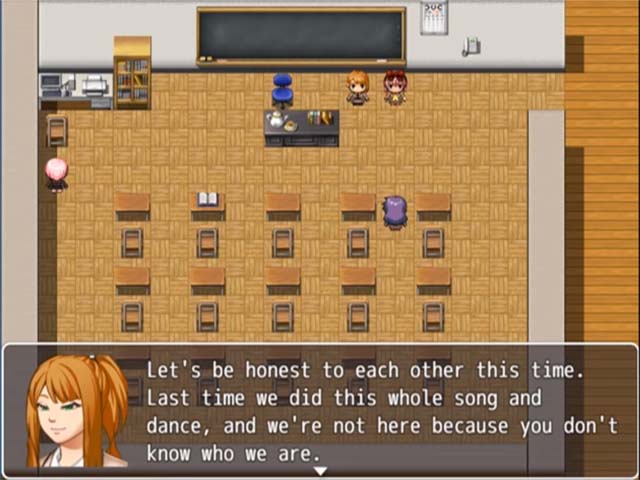 Let's be honest to each other this time.
Last time we did this whole song and
dance, and we're not here because you don't
know who we are.